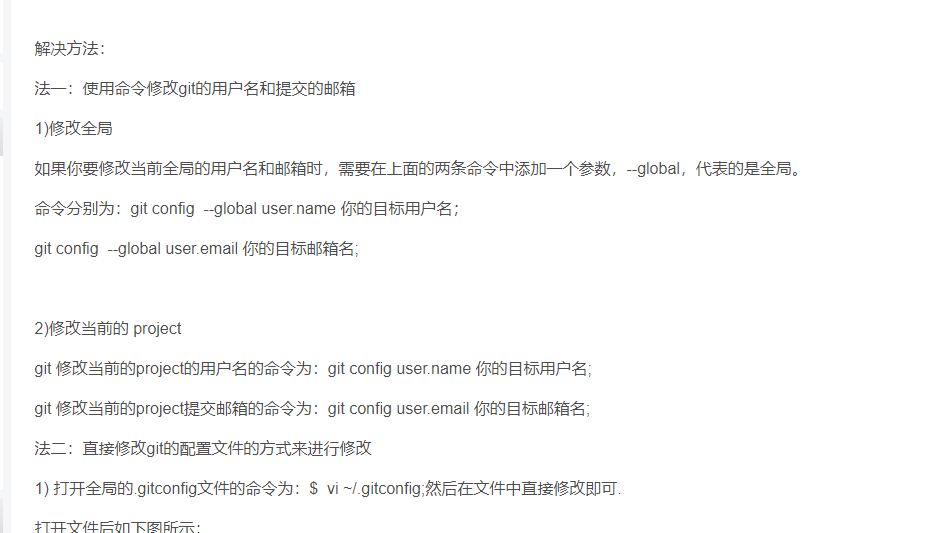 解决方法：
法一：使用命令修改git的用户名和提交的邮箱
1)修改全局
如果你要修改当前全局的用户名和邮箱时，需要在上面的两条命令中添加一个参数，--global，代表的是全局。
命令分别为：git config  --global user.name 你的目标用户名；
git config  --global user.email 你的目标邮箱名;
2)修改当前的 project
git 修改当前的project的用户名的命令为：git config user.name 你的目标用户名;
git 修改当前的project提交邮箱的命令为：git config user.email 你的目标邮箱名;
法二：直接修改git的配置文件的方式来进行修改
1) 打开全局的.gitconfig文件的命令为：$  vi ~/.gitconfig;然后在文件中直接修改即可.
打开文件后如下图所示：